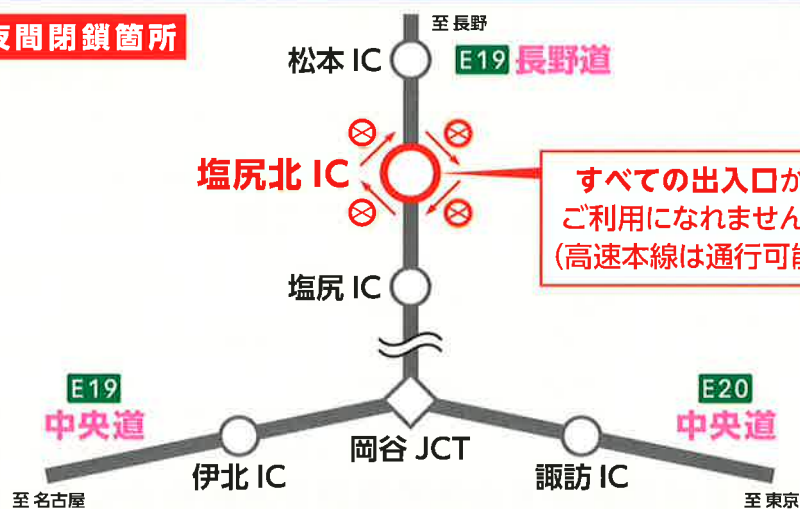 夜間閉鎖箇所
至 長野
松本 IC
E19 長野道
塩尻北 IC
すべての出入口が
ご利用になれません
(高速本線は通行可能
塩尻 IC
E19
中央道
E20
中央道
岡谷 JCT
伊北 IC
諏訪 IC
至 名古屋
至 東京